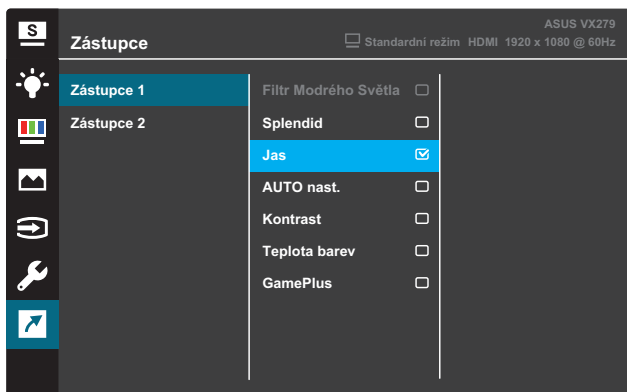 S
ASUS VX279
Zástupce
Standardní režim HDMI 1920 x 1080 @ 60Hz
Zástupce 1
Zástupce 2
Filtr Modrého Světla
Splendid
Jas
AUTO nast.
Kontrast
Teplota barev
GamePlus